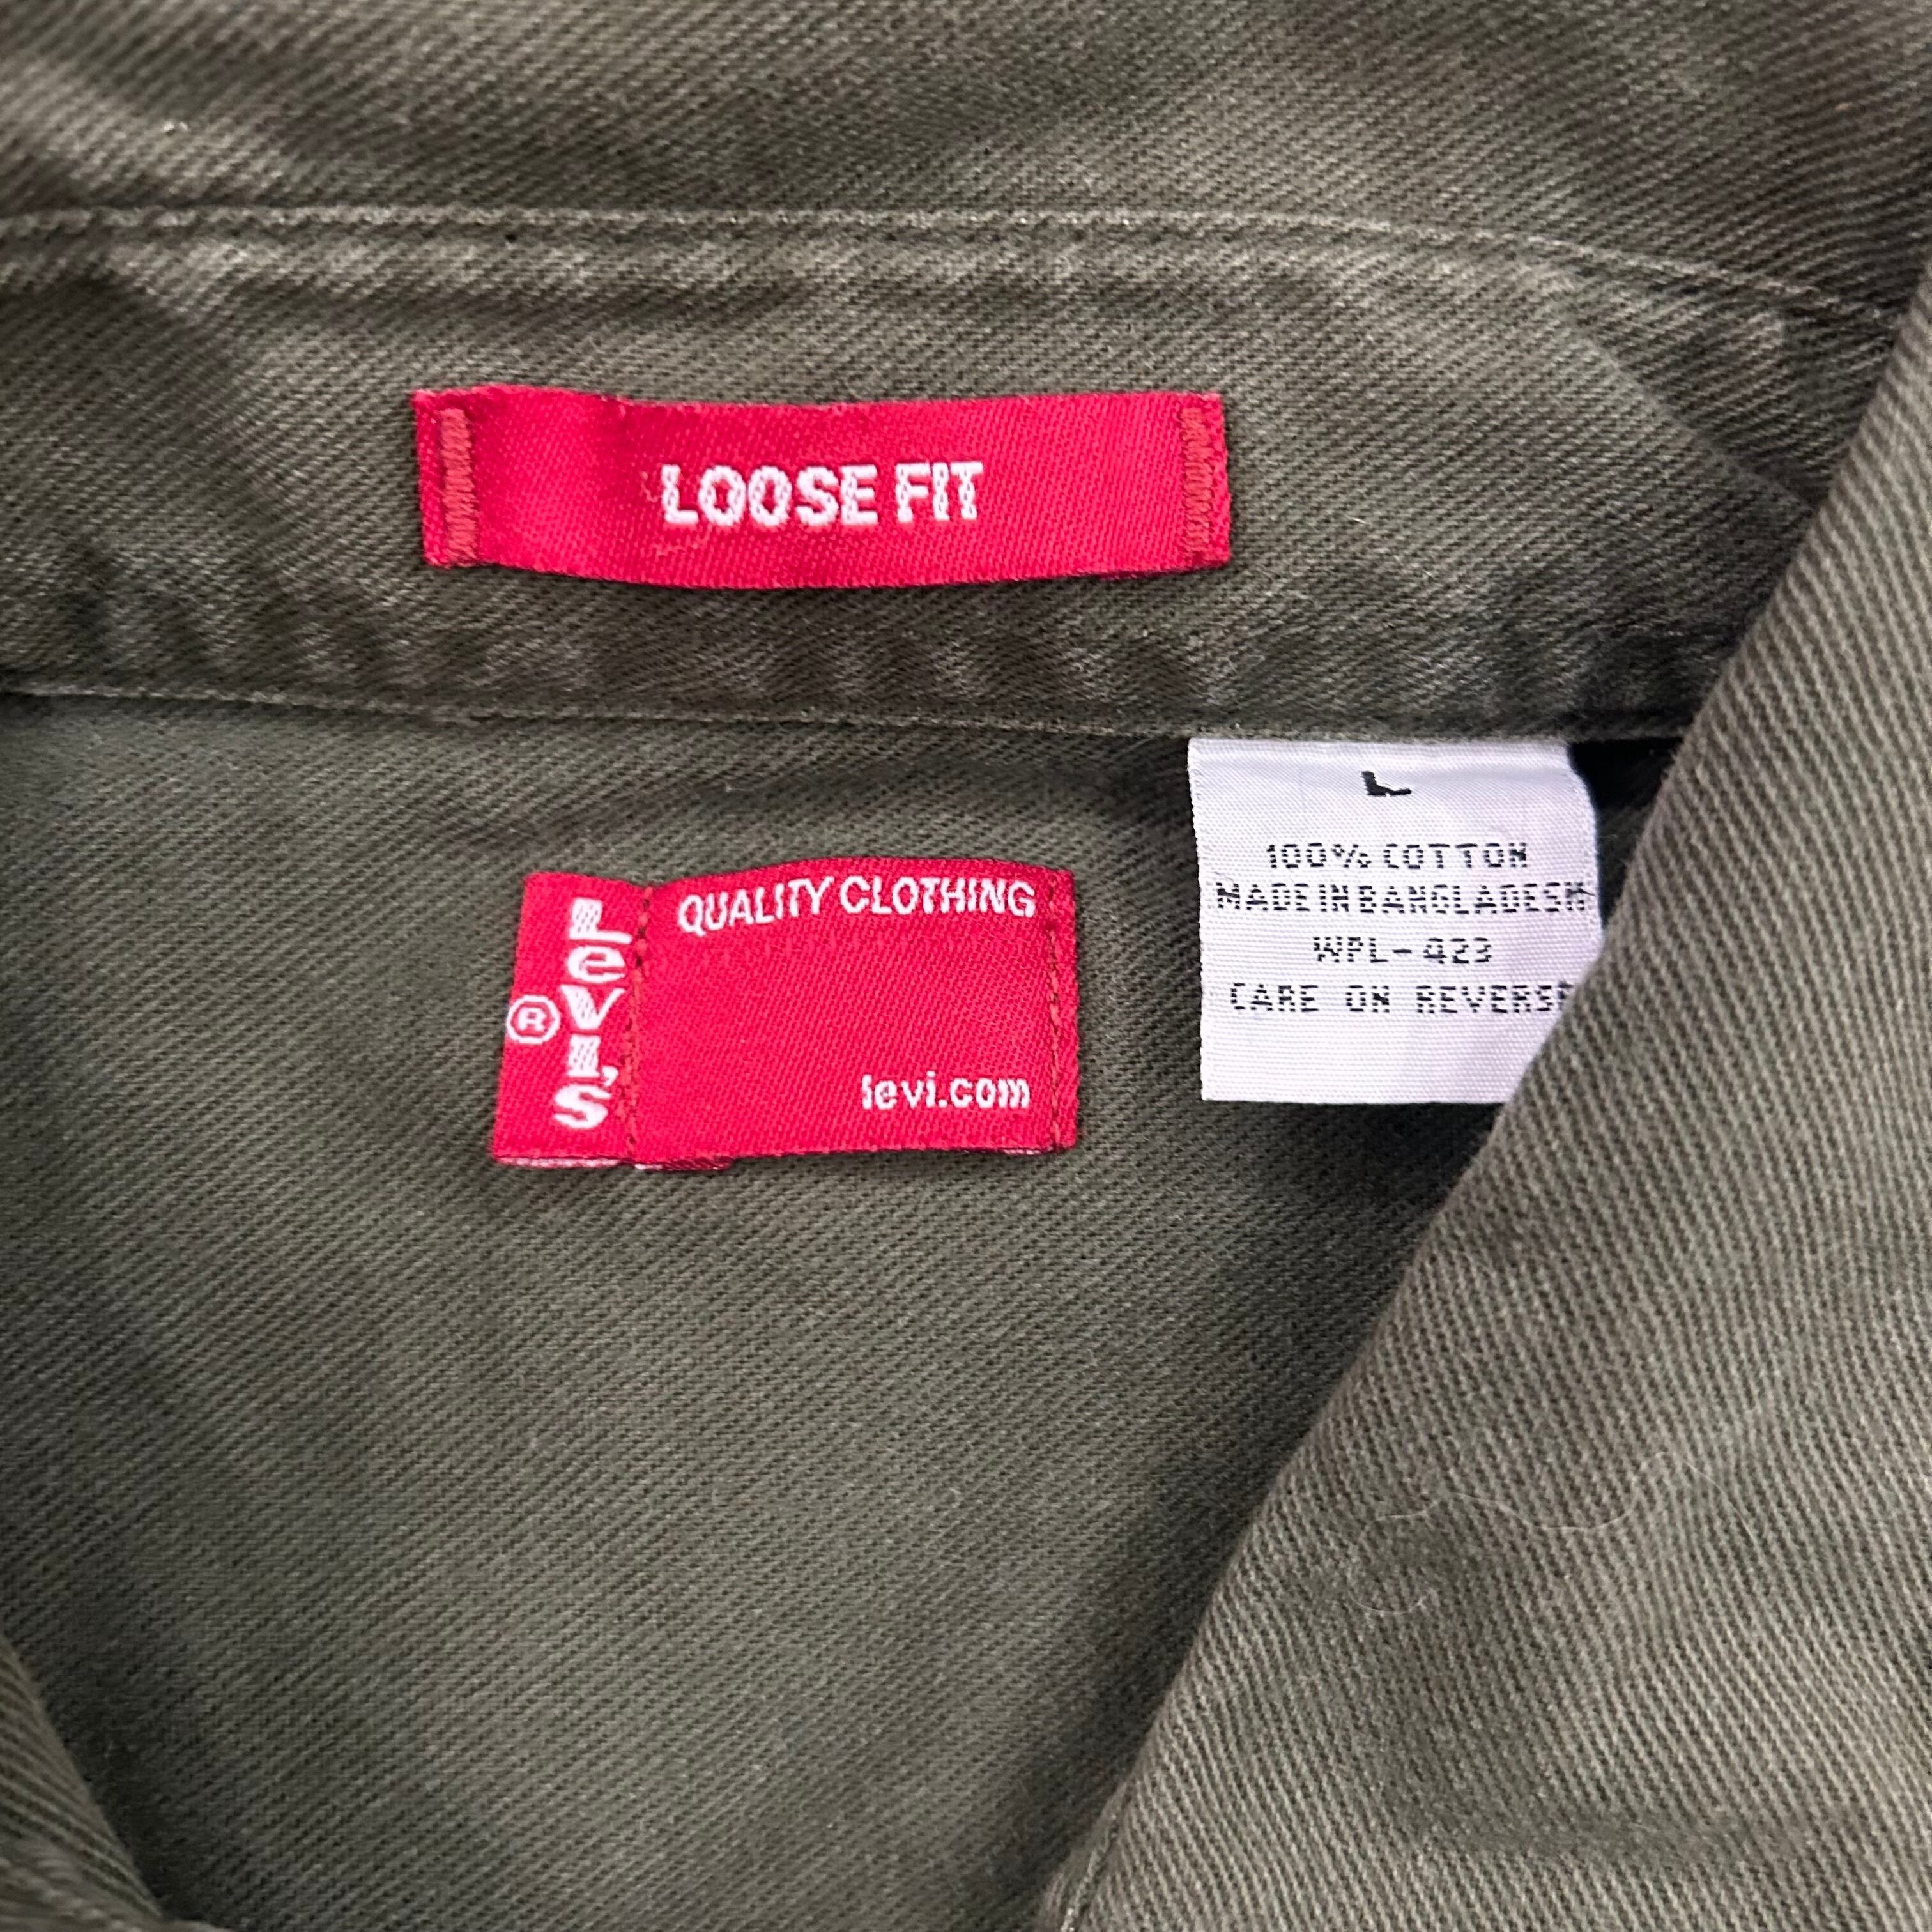 LOOSE FIT
Levi's
®
QUALITY CLOTHING
levi.com
L
100% COTTON
MADE IN BANGLADESH
WPL-423
CARE ON REVERSE